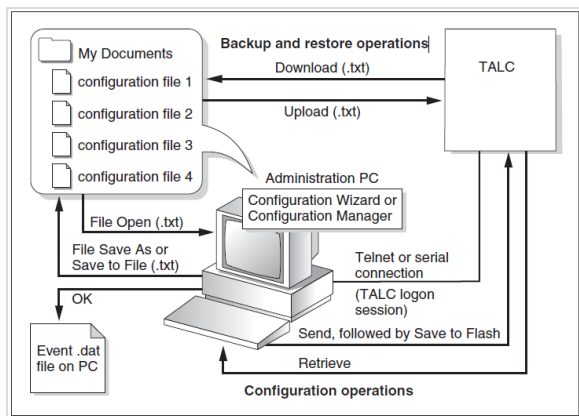 My Documents
configuration file 1
configuration file 2
configuration file 3
configuration file 4
Backup and restore operations
Download (.txt)
Upload (.txt)
TALC
Administration PC
Configuration Wizard or
Configuration Manager
File Open (.txt)
File Save As or
Save to File (.txt)
OK
Event .dat
file on PC
Telnet or serial
connection
(TALC logon
session)
Send, followed by Save to Flash
Retrieve
Configuration operations